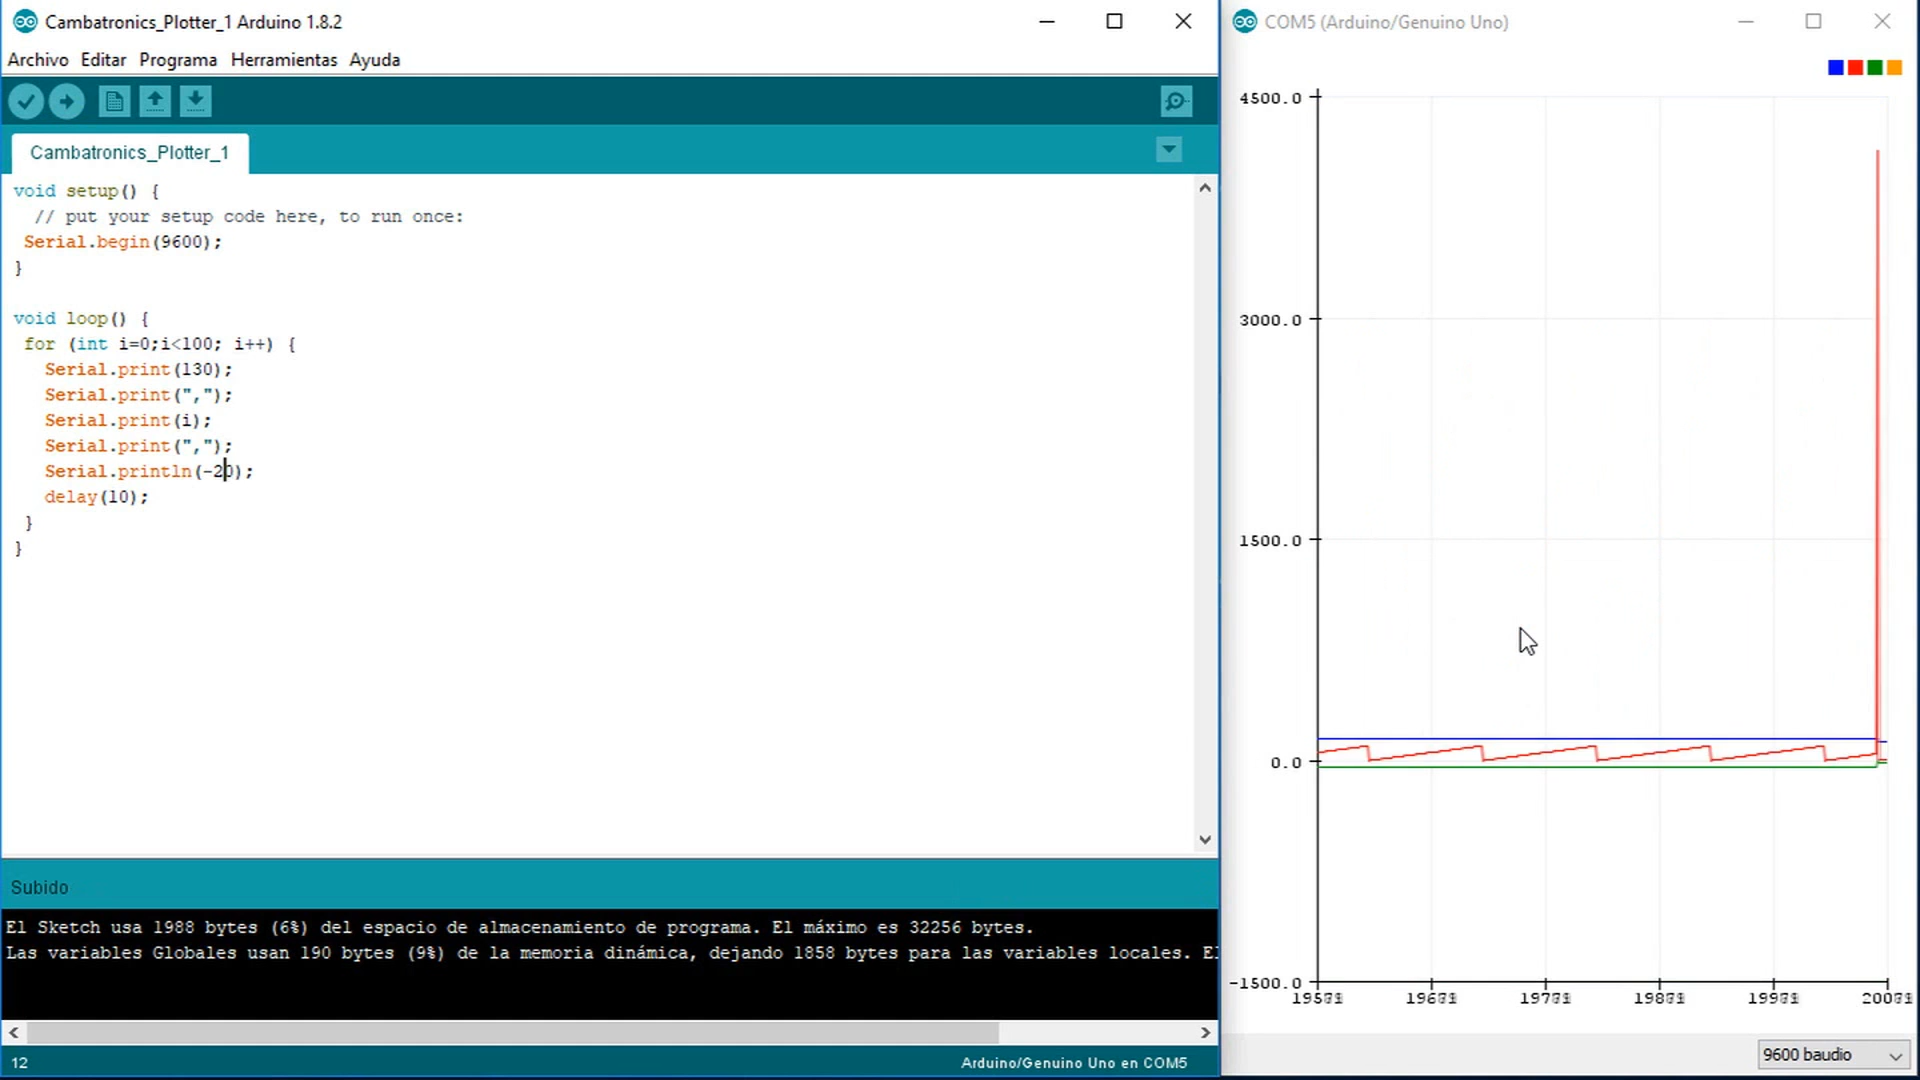 Cambatronics_Plotter_1 Arduino 1.8.2
Archivo Editar Programa Herramientas Ayuda
Cambatronics_Plotter_1
void setup() {
// put your setup code here, to run once:
Serial.begin(9600);
}
void loop() {
for (int i=0;i<100; i++) {
Serial.print(130);
Serial.print(",");
Serial.print(i);
Serial.print(",");
Serial.println(-20);
delay(10);
}
}
Subido
El Sketch usa 1988 bytes (6%) del espacio de almacenamiento de programa. El máximo es 32256 bytes.
Las variables Globales usan 190 bytes (9%) de la memoria dinámica, dejando 1858 bytes para las variables locales. El
12
Arduino/Genuino Uno en COM5
COM5 (Arduino/Genuino Uno)
4500.0
3000.0
1500.0
0.0
-1500.0
9600 baudio